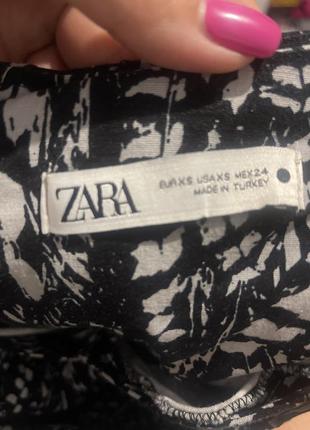 ZARA
EUR XS USA XS MEX 24
MADE IN TURKEY